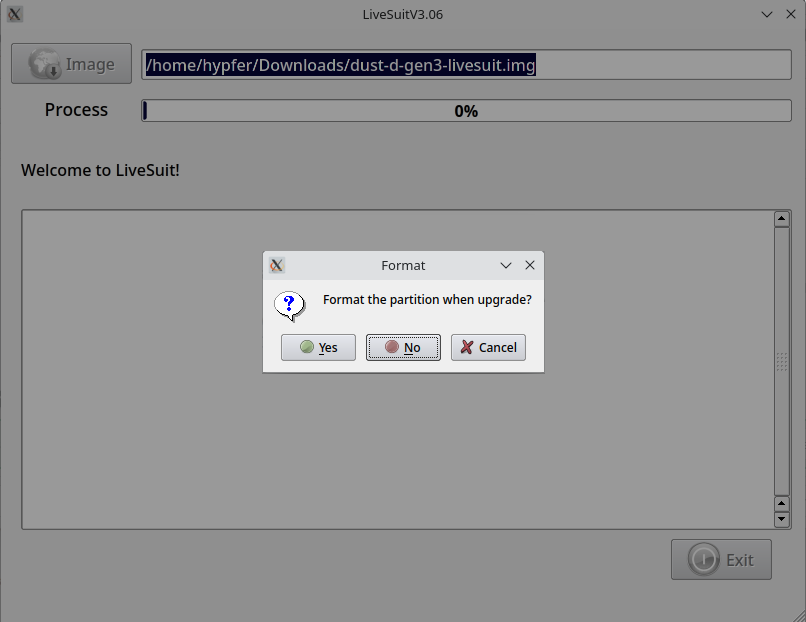 LiveSuitV3.06
Image
/home/hypfer/Downloads/dust-d-gen3-livesuit.img
Process
0%
Welcome to LiveSuit!
Format
Format the partition when upgrade?
Yes
No
Cancel
Exit